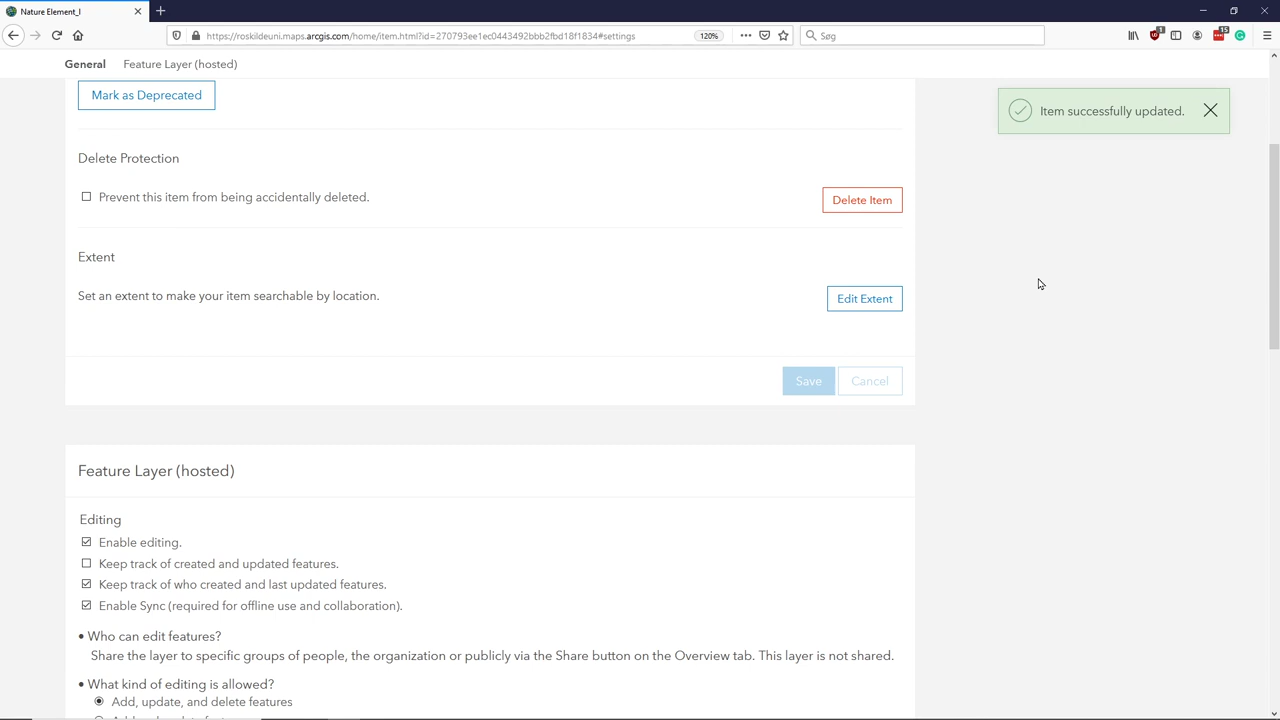 Nature Element_I
https://roskildeuni.maps.arcgis.com/home/item.html?id=270793ee1ec0443492bbb2fbd18f1834#settings
120%
Søg
General
Feature Layer (hosted)
Mark as Deprecated
Item successfully updated.
Delete Protection
Prevent this item from being accidentally deleted.
Delete Item
Extent
Set an extent to make your item searchable by location.
Edit Extent
Save
Cancel
Feature Layer (hosted)
Editing
Enable editing.
Keep track of created and updated features.
Keep track of who created and last updated features.
Enable Sync (required for offline use and collaboration).
• Who can edit features?
Share the layer to specific groups of people, the organization or publicly via the Share button on the Overview tab. This layer is not shared.
• What kind of editing is allowed?
Add, update, and delete features